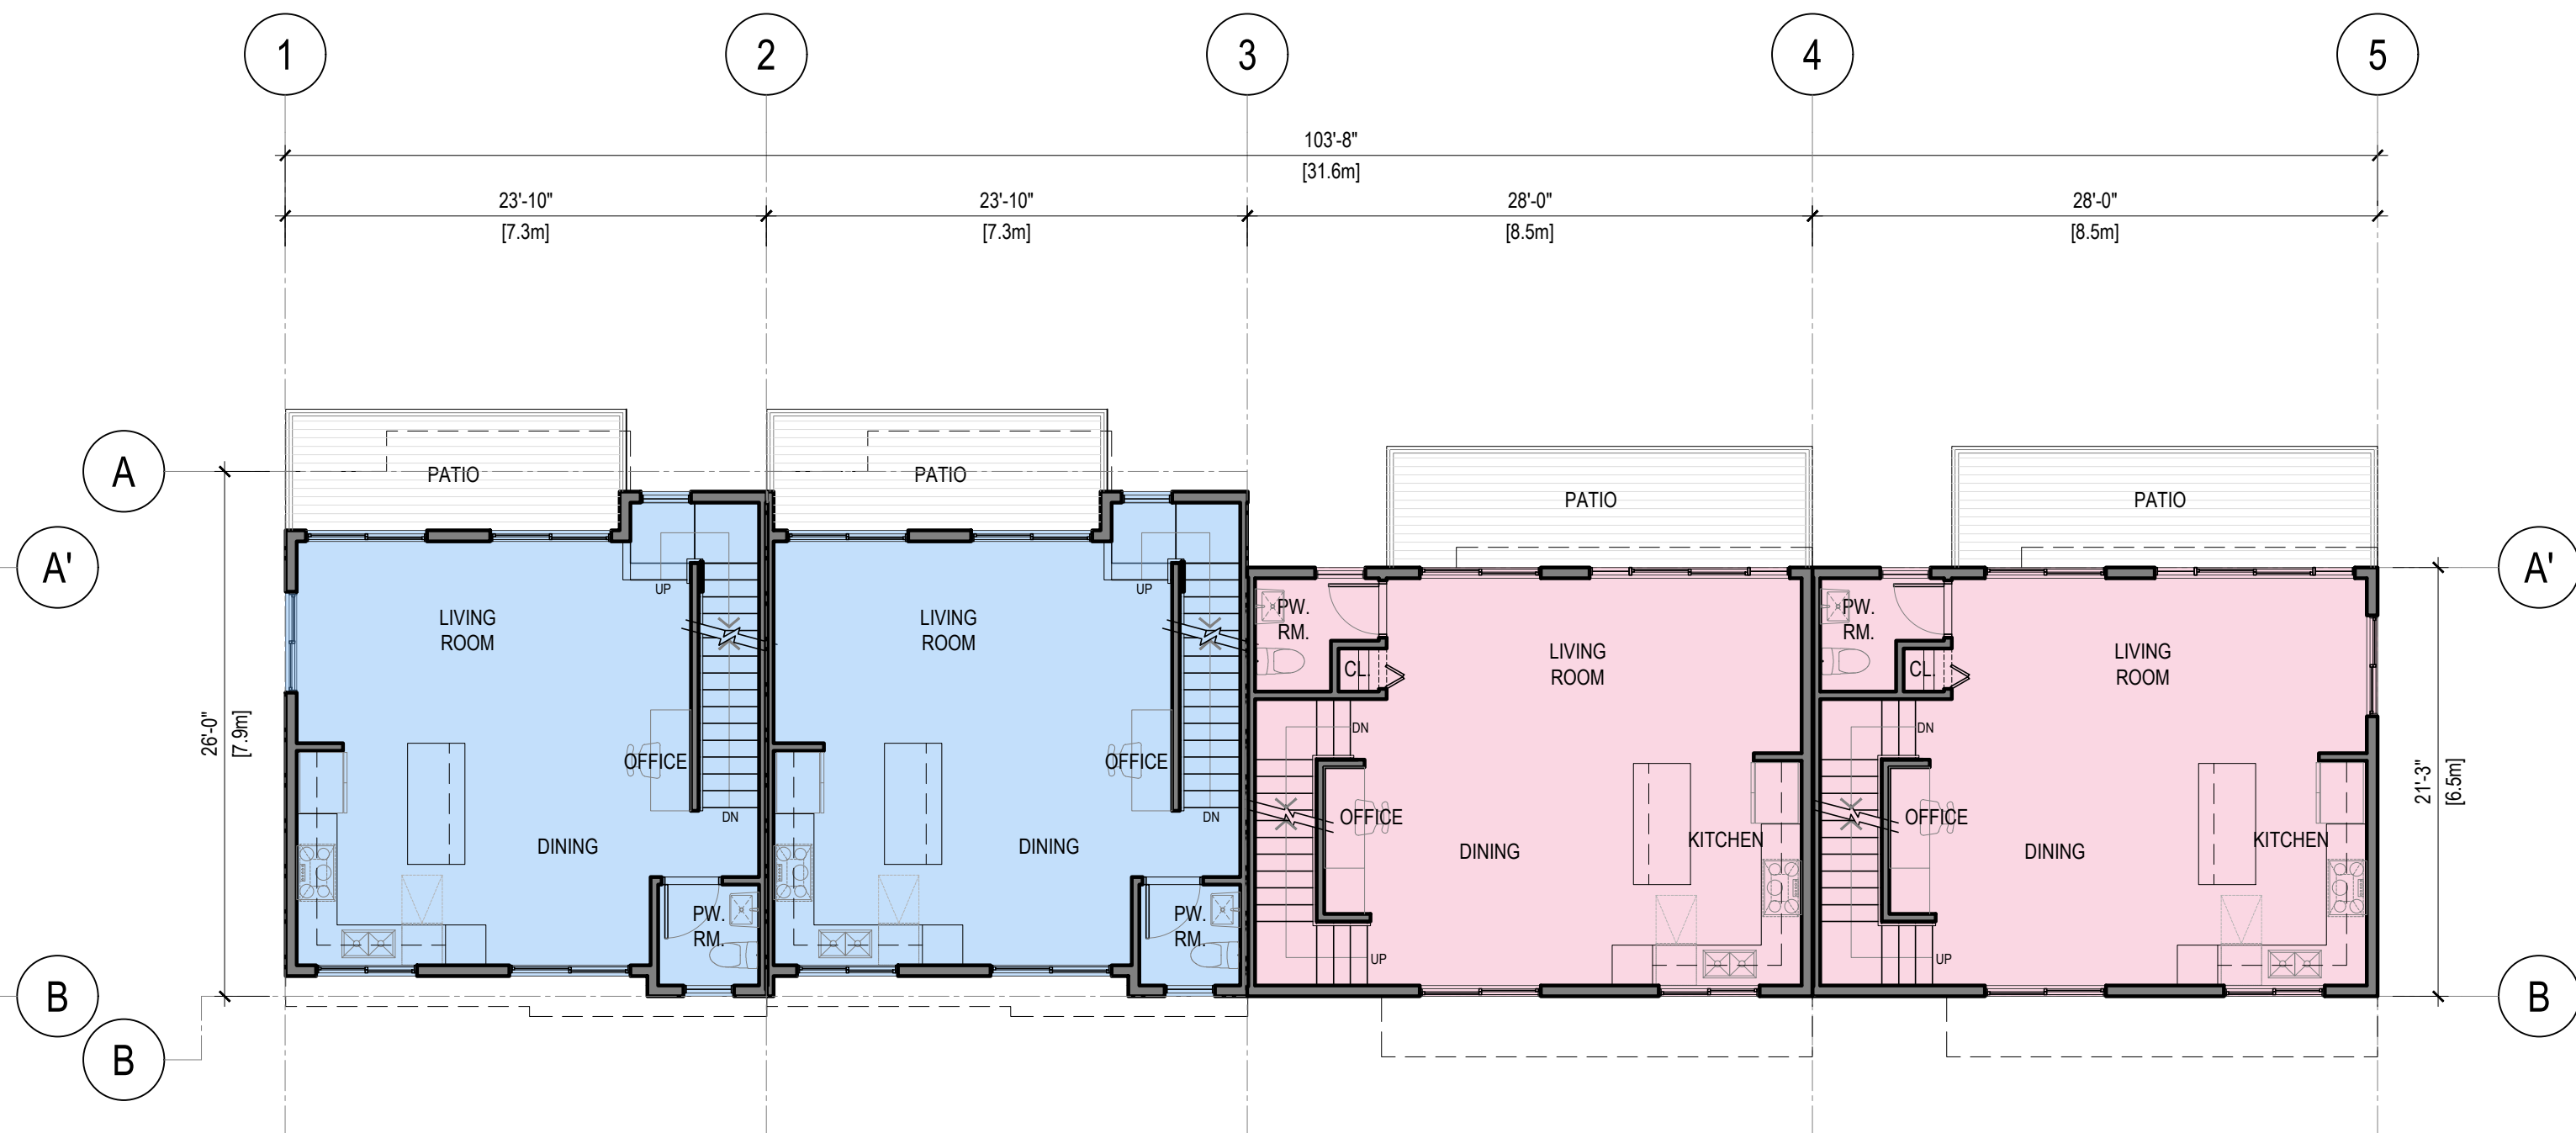 1 2 3 4 5
103'-8"
[31.6m]
23'-10" 23'-10" 28'-0" 28'-0"
[7.3m] [7.3m] [8.5m] [8.5m]
A
PATIO PATIO
PATIO PATIO
A' A'
UP UP
PW. PW.
RM. RM.
LIVING LIVING
ROOM ROOM
LIVING LIVING
ROOM ROOM
CL. CL.
DN DN
26'-0"
[7.9m]
OFFICE OFFICE
21'-3"
[6.5m]
DN DN
OFFICE OFFICE
KITCHEN KITCHEN
DINING DINING
DINING DINING
PW. PW.
RM. RM.
UP UP
B B
B